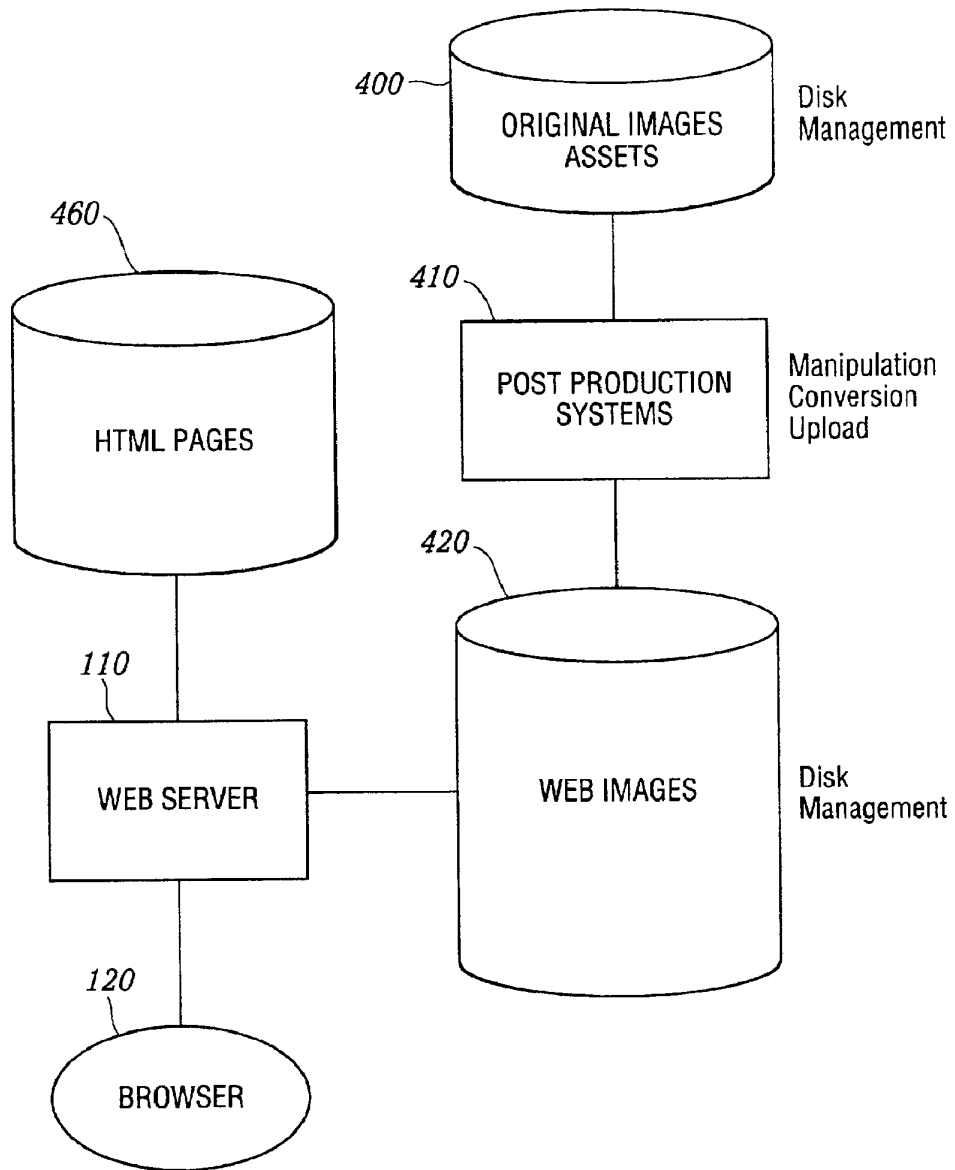 400
ORIGINAL IMAGES
ASSETS
Disk
Management
460
HTML PAGES
410
POST PRODUCTION
SYSTEMS
Manipulation
Conversion
Upload
420
110
WEB SERVER
WEB IMAGES
Disk
Management
120
BROWSER